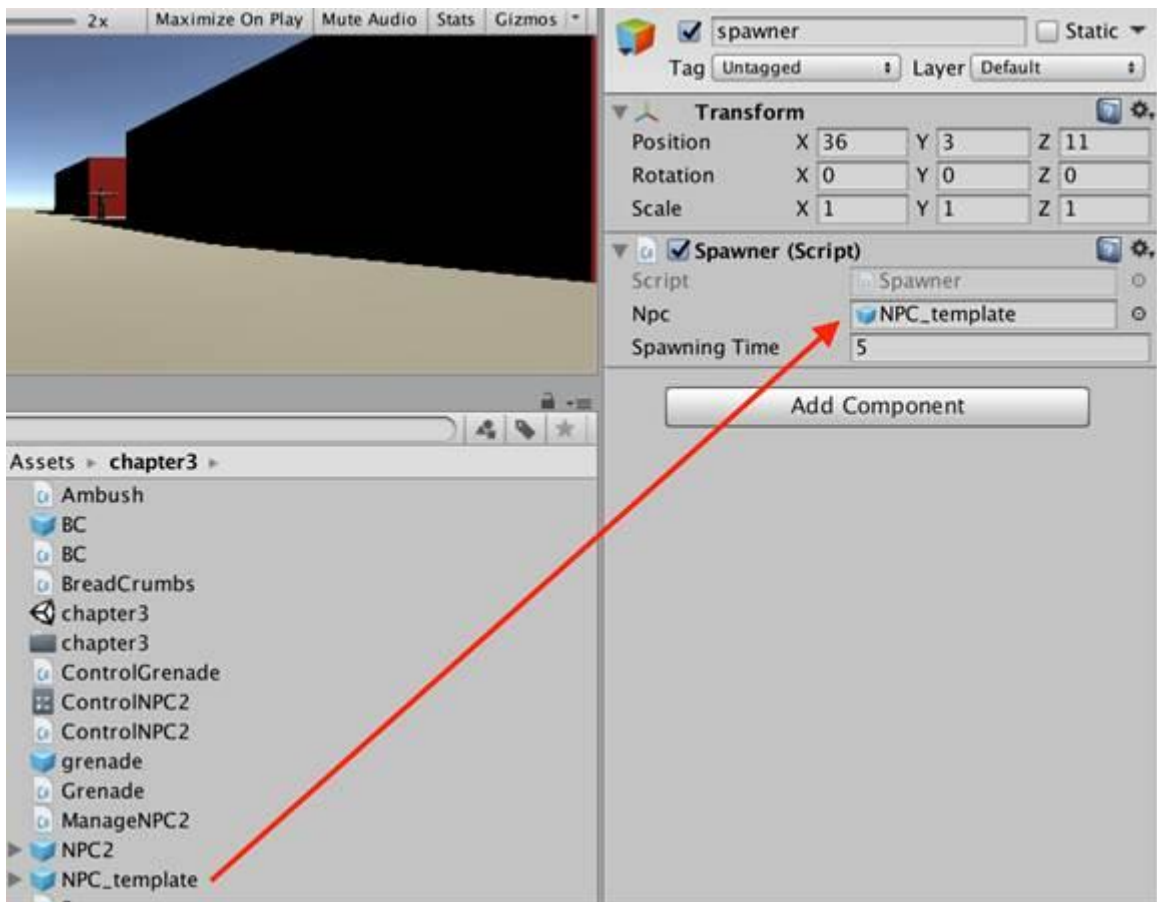 2x Maximize On Play Mute Audio Stats Gizmos
spawner Static
Tag Untagged Layer Default
Transform
Position X 36 Y 3 Z 11
Rotation X 0 Y 0 Z 0
Scale X 1 Y 1 Z 1
Spawner (Script)
Script Spawner
Npc NPC_template
Spawning Time 5
Add Component
Assets chapter3
Ambush
BC
BC
BreadCrumbs
chapter3
chapter3
ControlGrenade
ControlNPC2
ControlNPC2
grenade
Grenade
ManageNPC2
NPC2
NPC_template